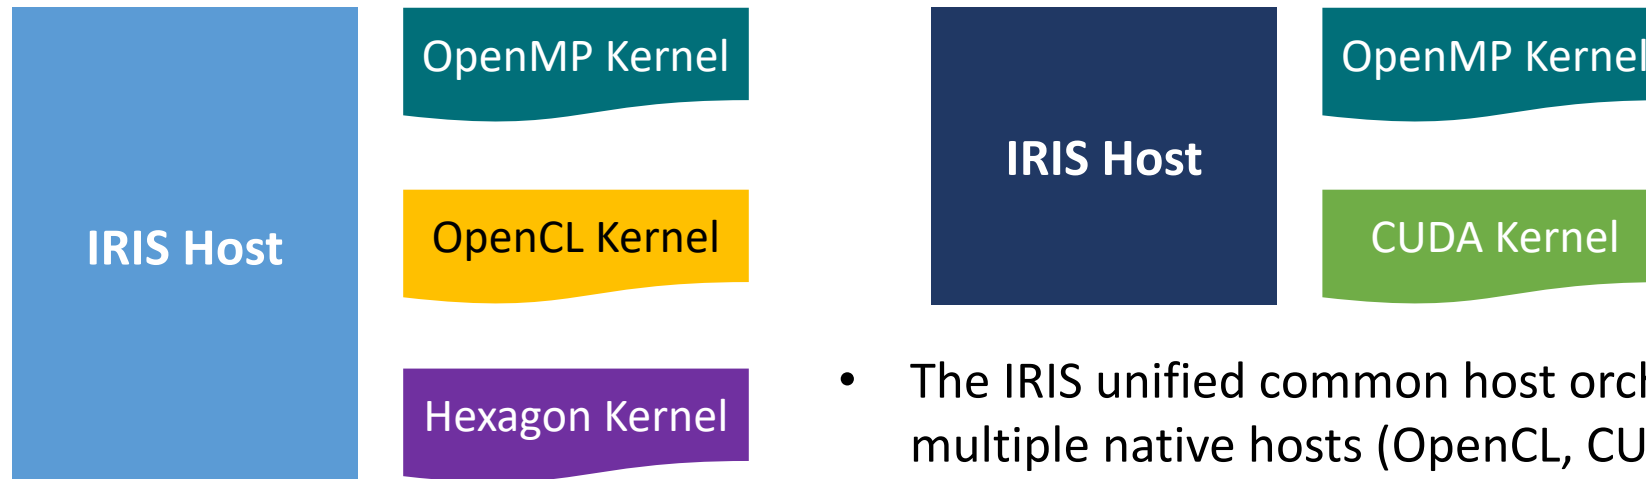 OpenMP Kernel
IRIS Host
OpenCL Kernel
Hexagon Kernel
OpenMP Kernel
IRIS Host
CUDA Kernel
• The IRIS unified common host
multiple native hosts (OpenCL,